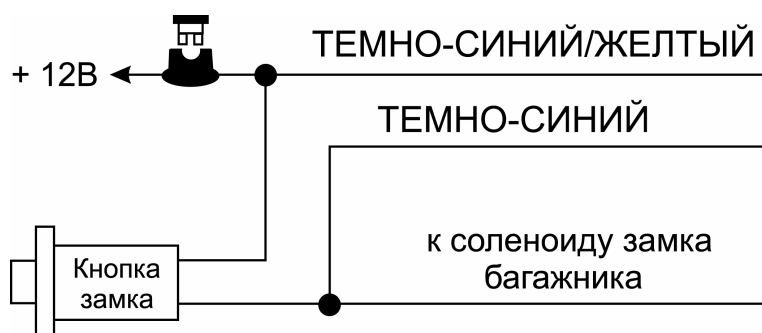 ТЕМНО-СИНИЙ/ЖЕЛТЫЙ
+ 12В
ТЕМНО-СИНИЙ
к соленоиду замка
багажника
Кнопка
замка